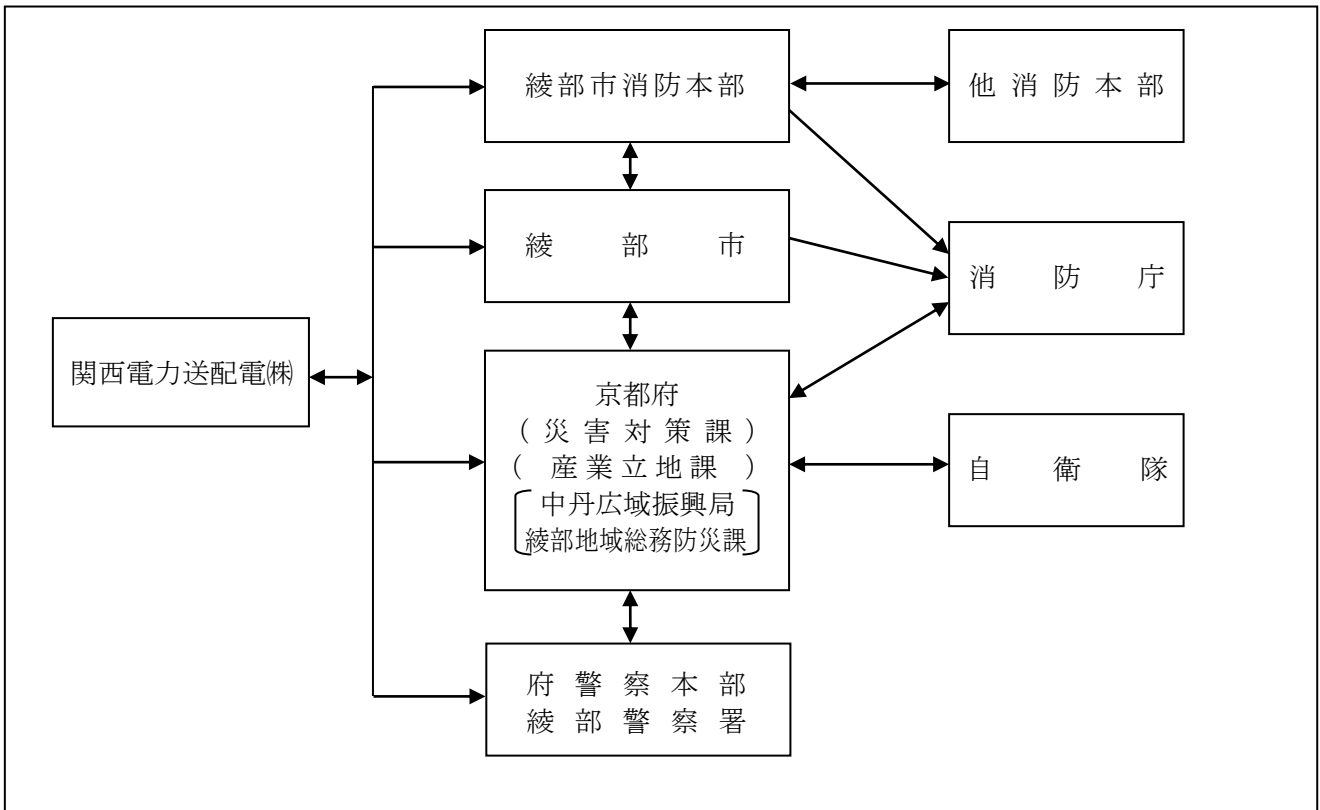 綾部市消防本部
他消防本部
綾部市
消防庁
関西電力送配電㈱
京都府
(災害対策課)
(産業立地課)
中丹広域振興局
綾部地域総務防災課
自衛隊
府警察本部
綾部警察署